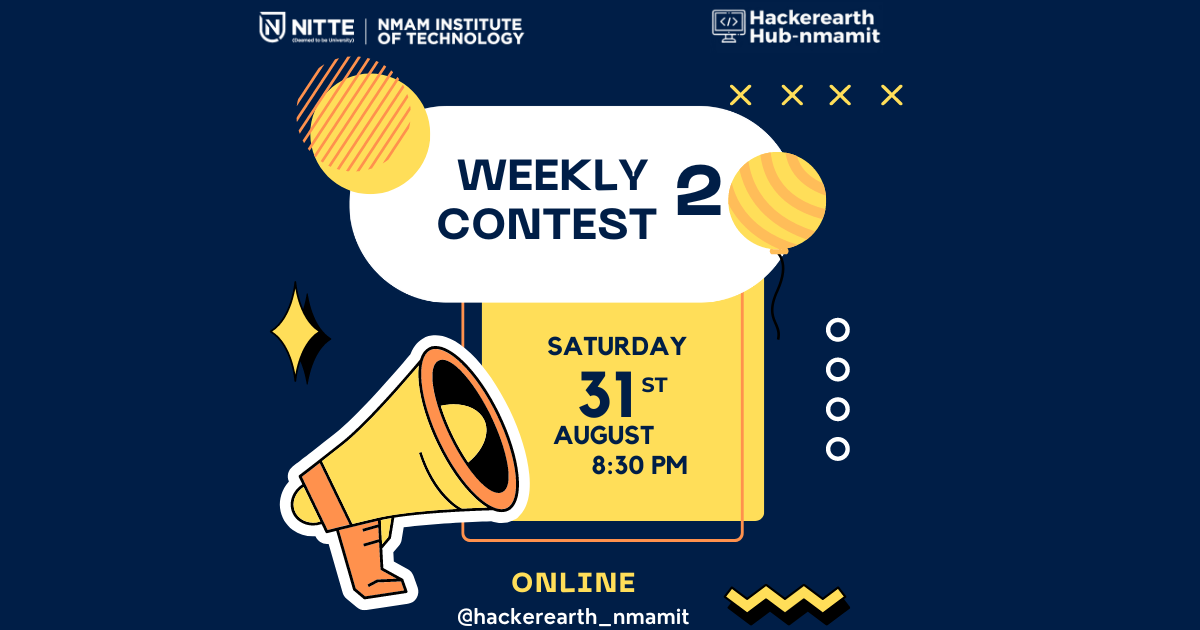 NITTE
(Deemed to be University)
NMAM INSTITUTE
OF TECHNOLOGY
Hackerearth
Hub-nmamit
WEEKLY
CONTEST
2
SATURDAY
31ST
AUGUST
8:30 PM
ONLINE
@hackerearth_nmamit